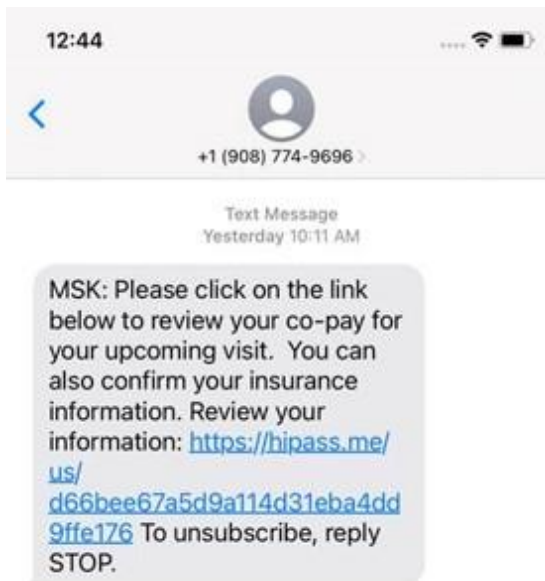 12:44
+1 (908) 774-9696
Text Message
Yesterday 10:11 AM
MSK: Please click on the link
below to review your co-pay for
your upcoming visit.  You can
also confirm your insurance
information. Review your
information: https://hipass.me/
us/
d66bee67a5d9a114d31eba4dd
9ffe176 To unsubscribe, reply
STOP.